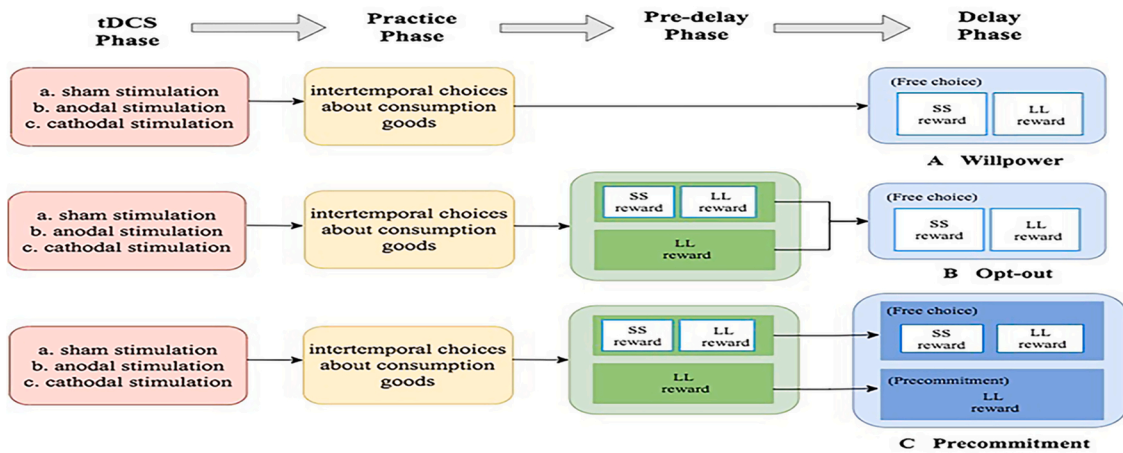 tDCS
Phase
Practice
Phase
Pre-delay
Phase
Delay
Phase
a. sham stimulation
b. anodal stimulation
c. cathodal stimulation
intertemporal choices
about consumption
goods
(Free choice)
SS
reward
LL
reward
A Willpower
a. sham stimulation
b. anodal stimulation
c. cathodal stimulation
intertemporal choices
about consumption
goods
SS
reward
LL
reward
LL
reward
(Free choice)
SS
reward
LL
reward
B Opt-out
a. sham stimulation
b. anodal stimulation
c. cathodal stimulation
intertemporal choices
about consumption
goods
SS
reward
LL
reward
LL
reward
(Free choice)
SS
reward
LL
reward
(Precommitment)
LL
reward
C Precommitment